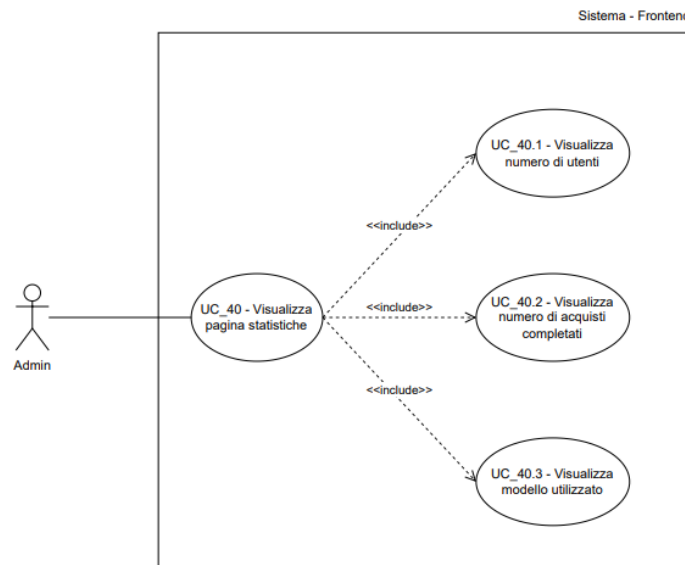 Sistema - Frontend
UC_40.1 - Visualizza
numero di utenti
<<include>>
UC_40 - Visualizza
pagina statistiche
<<include>>
UC_40.2 - Visualizza
numero di acquisti
completati
Admin
<<include>>
UC_40.3 - Visualizza
modello utilizzato